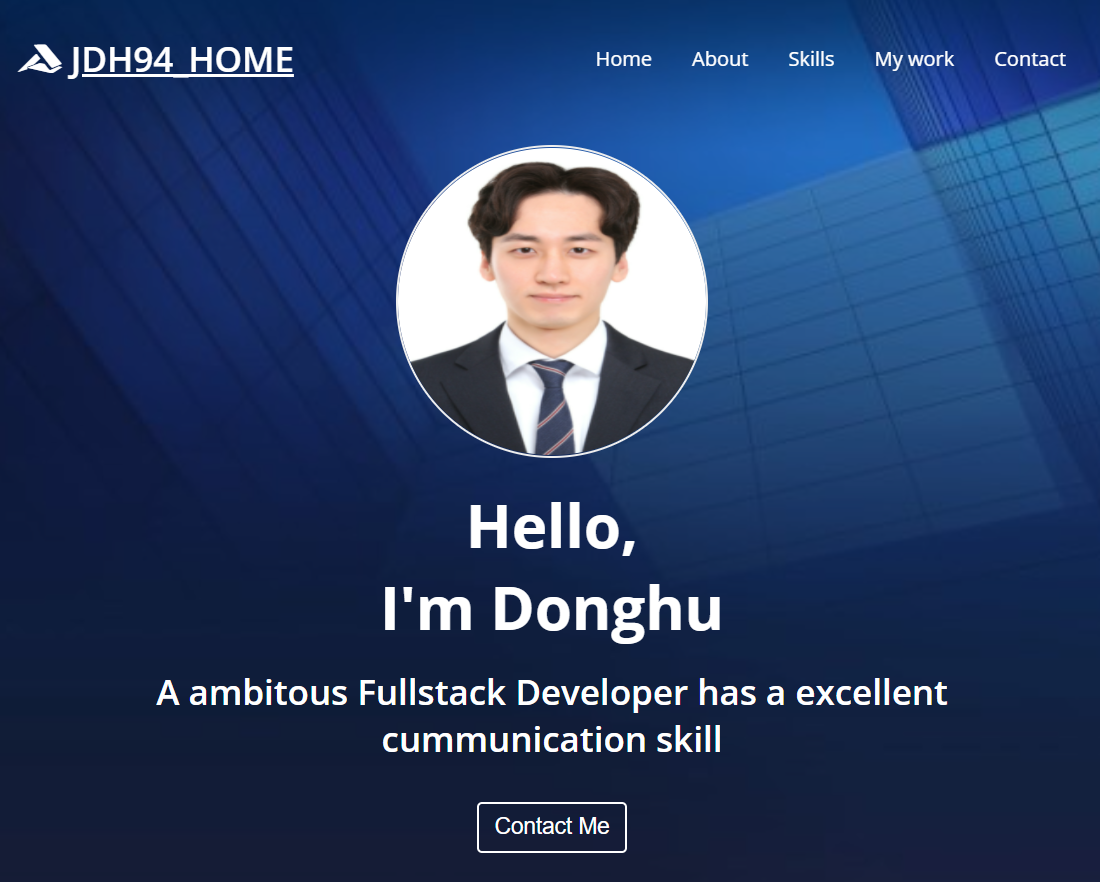 JDH94_HOME
Home
About
Skills
My work
Contact
Hello,
I'm Donghu
A ambitous Fullstack Developer has a excellent
cummunication skill
Contact Me